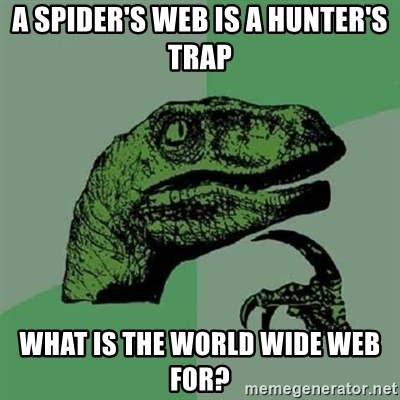 A SPIDER'S WEB IS A HUNTER'S
TRAP
WHAT IS THE WORLD WIDE WEB
FOR?
memegenerator.net